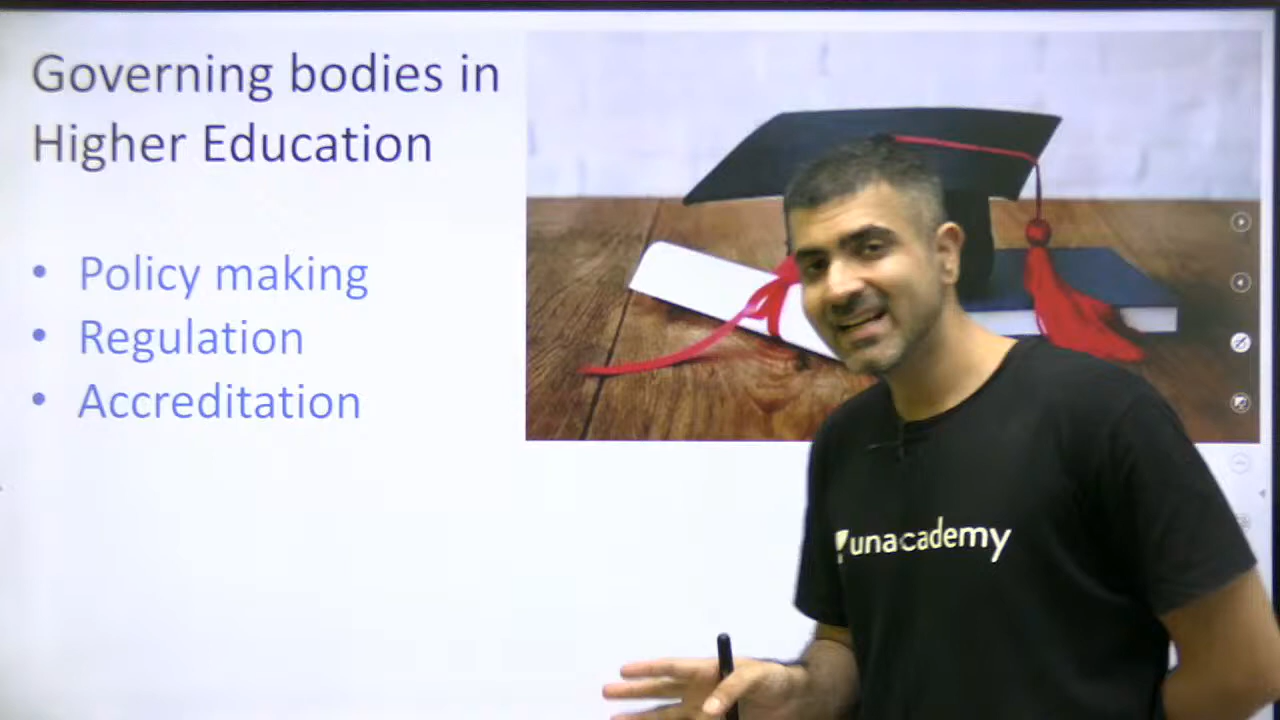 Governing bodies in
Higher Education
• Policy making
• Regulation
• Accreditation
unacademy